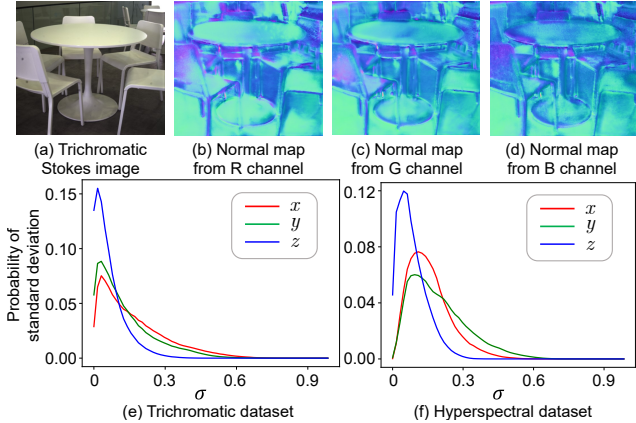 (a) Trichromatic
Stokes image
(b) Normal map
from R channel
(c) Normal map
from G channel
(d) Normal map
from B channel
Probability of
standard deviation
0.15
0.10
0.05
0.00
x
y
z
0 0.3 0.6 0.9
σ
(e) Trichromatic dataset
0.12
0.08
0.04
0.00
x
y
z
0 0.3 0.6 0.9
σ
(f) Hyperspectral dataset